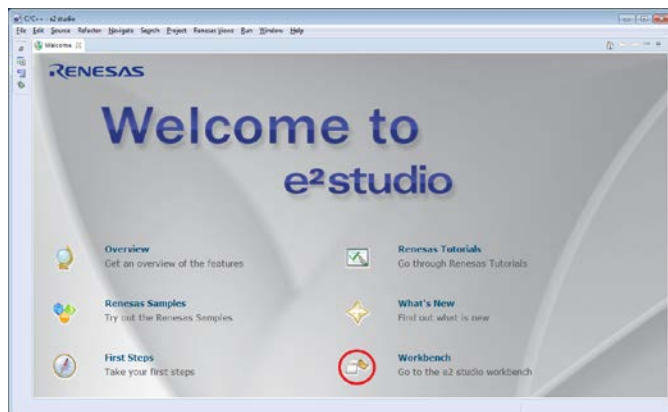 C/C++ - e2 studio
File Edit Source Refactor Navigate Search Project Renesas Views Run Window Help
Welcome
RENESAS
Welcome to
e²studio
Overview
Get an overview of the features
Renesas Tutorials
Go through Renesas Tutorials
Renesas Samples
Try out the Renesas Samples
What's New
Find out what is new
First Steps
Take your first steps
Workbench
Go to the e2 studio workbench